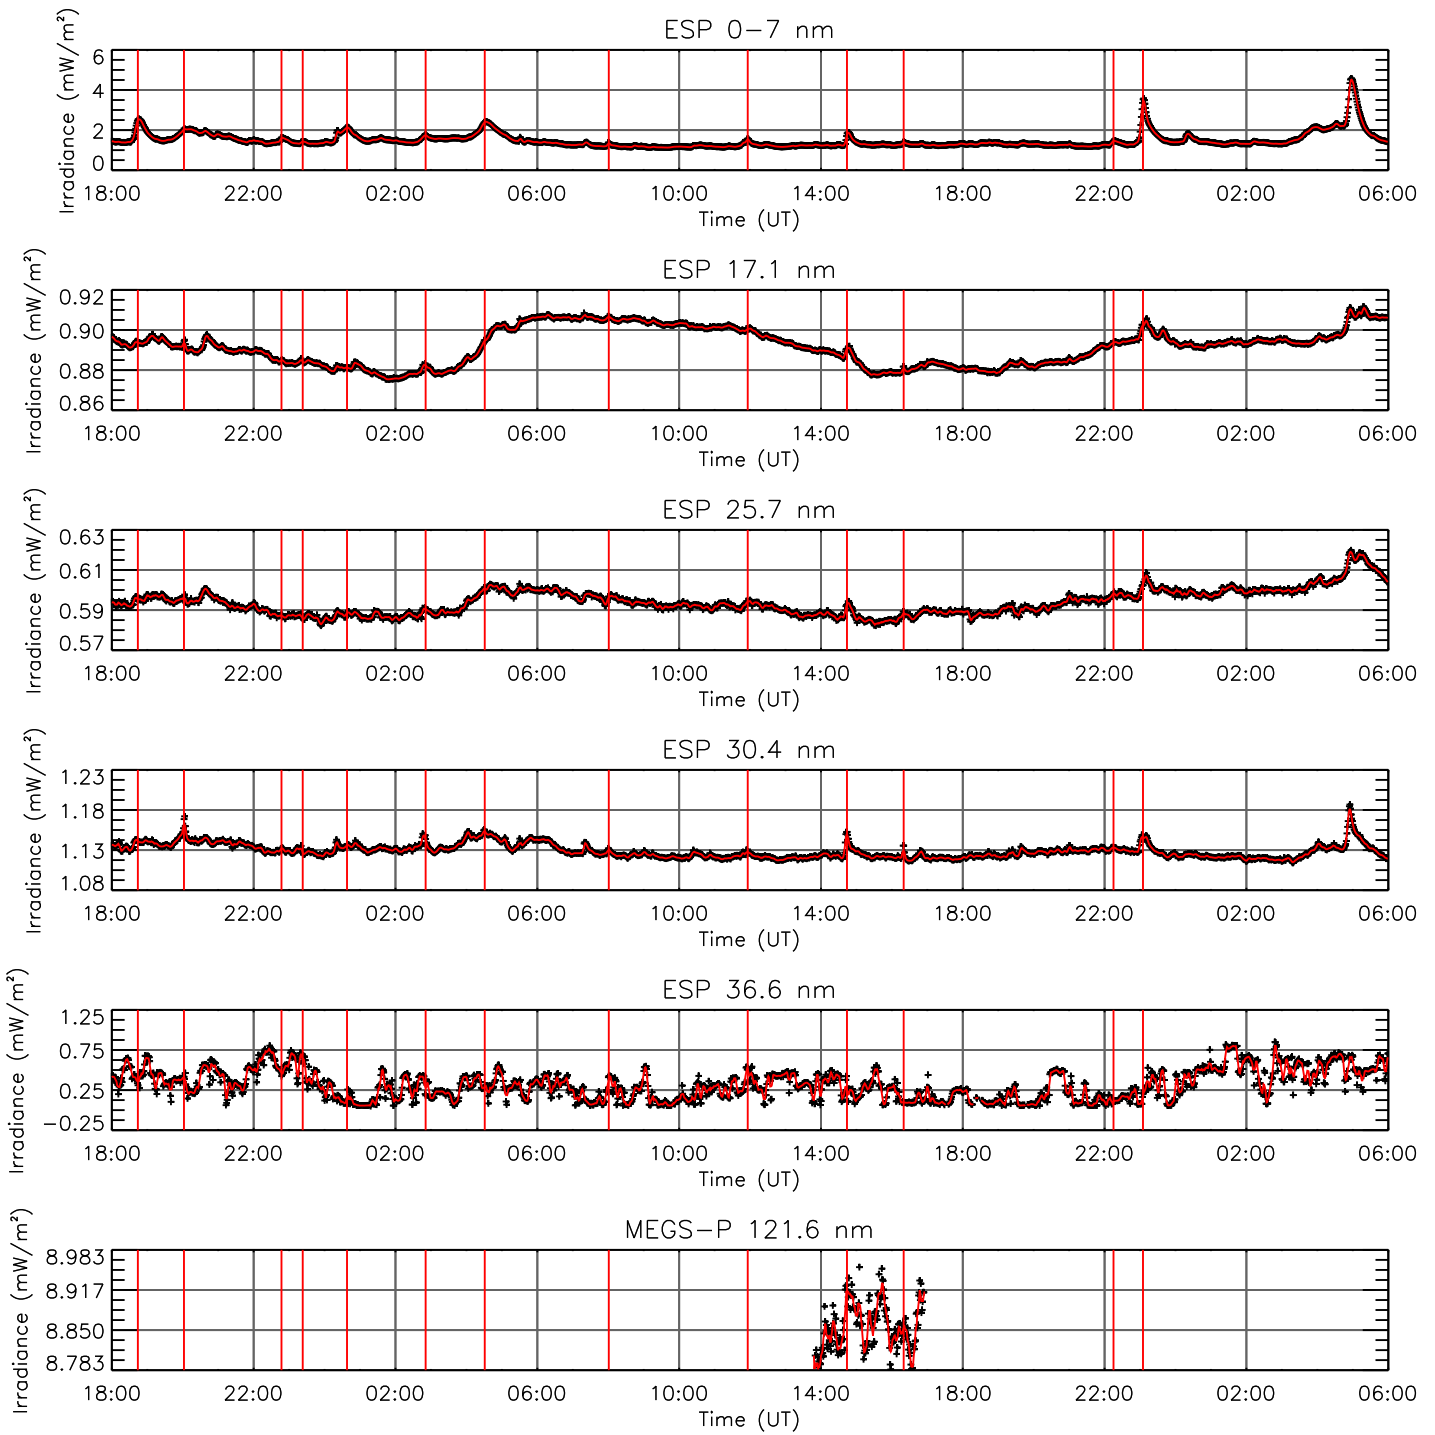 ESP 0-7 nm
Irradiance (mW/m²)
6
4
2
0
18:00 22:00 02:00 06:00 10:00 14:00 18:00 22:00 02:00 06:00
Time (UT)
ESP 17.1 nm
Irradiance (mW/m²)
0.92
0.90
0.88
0.86
18:00 22:00 02:00 06:00 10:00 14:00 18:00 22:00 02:00 06:00
Time (UT)
ESP 25.7 nm
Irradiance (mW/m²)
0.63
0.61
0.59
0.57
18:00 22:00 02:00 06:00 10:00 14:00 18:00 22:00 02:00 06:00
Time (UT)
ESP 30.4 nm
Irradiance (mW/m²)
1.23
1.18
1.13
1.08
18:00 22:00 02:00 06:00 10:00 14:00 18:00 22:00 02:00 06:00
Time (UT)
ESP 36.6 nm
Irradiance (mW/m²)
1.25
0.75
0.25
-0.25
18:00 22:00 02:00 06:00 10:00 14:00 18:00 22:00 02:00 06:00
Time (UT)
MEGS-P 121.6 nm
Irradiance (mW/m²)
8.983
8.917
8.850
8.783
18:00 22:00 02:00 06:00 10:00 14:00 18:00 22:00 02:00 06:00
Time (UT)